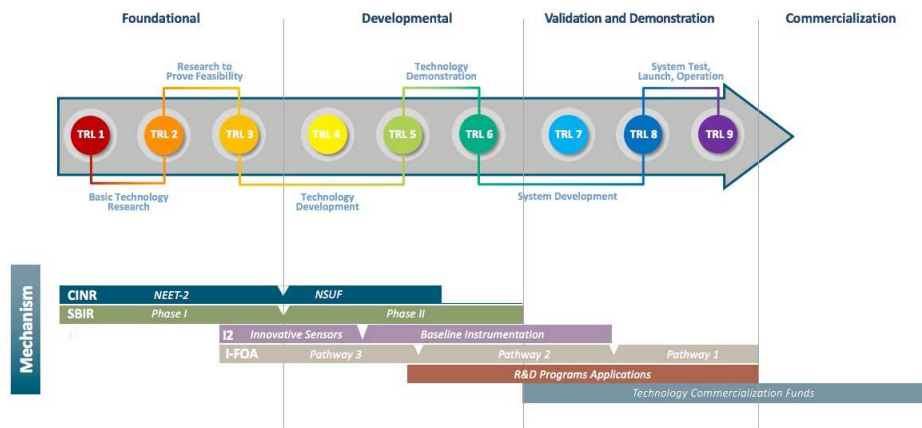 Foundational
Developmental
Validation and Demonstration
Commercialization
Research to
Prove Feasibility
Technology
Demonstration
System Test,
Launch, Operation
TRL 1
TRL 2
TRL 3
TRL 4
TRL 5
TRL 6
TRL 7
TRL 8
TRL 9
Basic Technology
Research
Technology
Development
System Development
Mechanism
CINR NEET-2 NSUF
SBIR Phase I Phase II
I2 Innovative Sensors Baseline Instrumentation
I-FOA Pathway 3 Pathway 2 Pathway 1
R&D Programs Applications
Technology Commercialization Funds